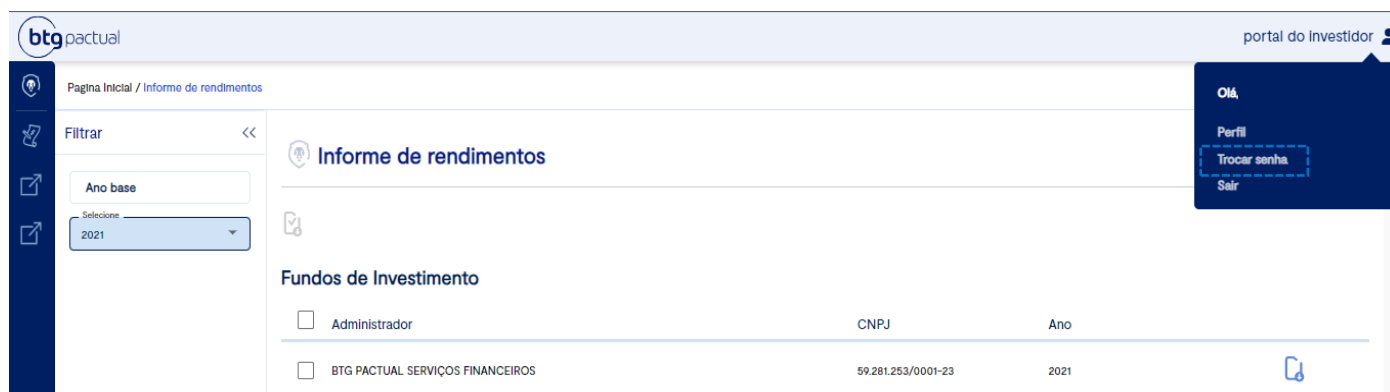 btg pactual
portal do investidor
Pagina Inicial / Informe de rendimentos
Olá,
Perfil
Trocar senha
Sair
Filtrar
Ano base
Selecione
2021
Informe de rendimentos
Fundos de Investimento
Administrador CNPJ Ano
BTG PACTUAL SERVIÇOS FINANCEIROS 59.281.253/0001-23 2021